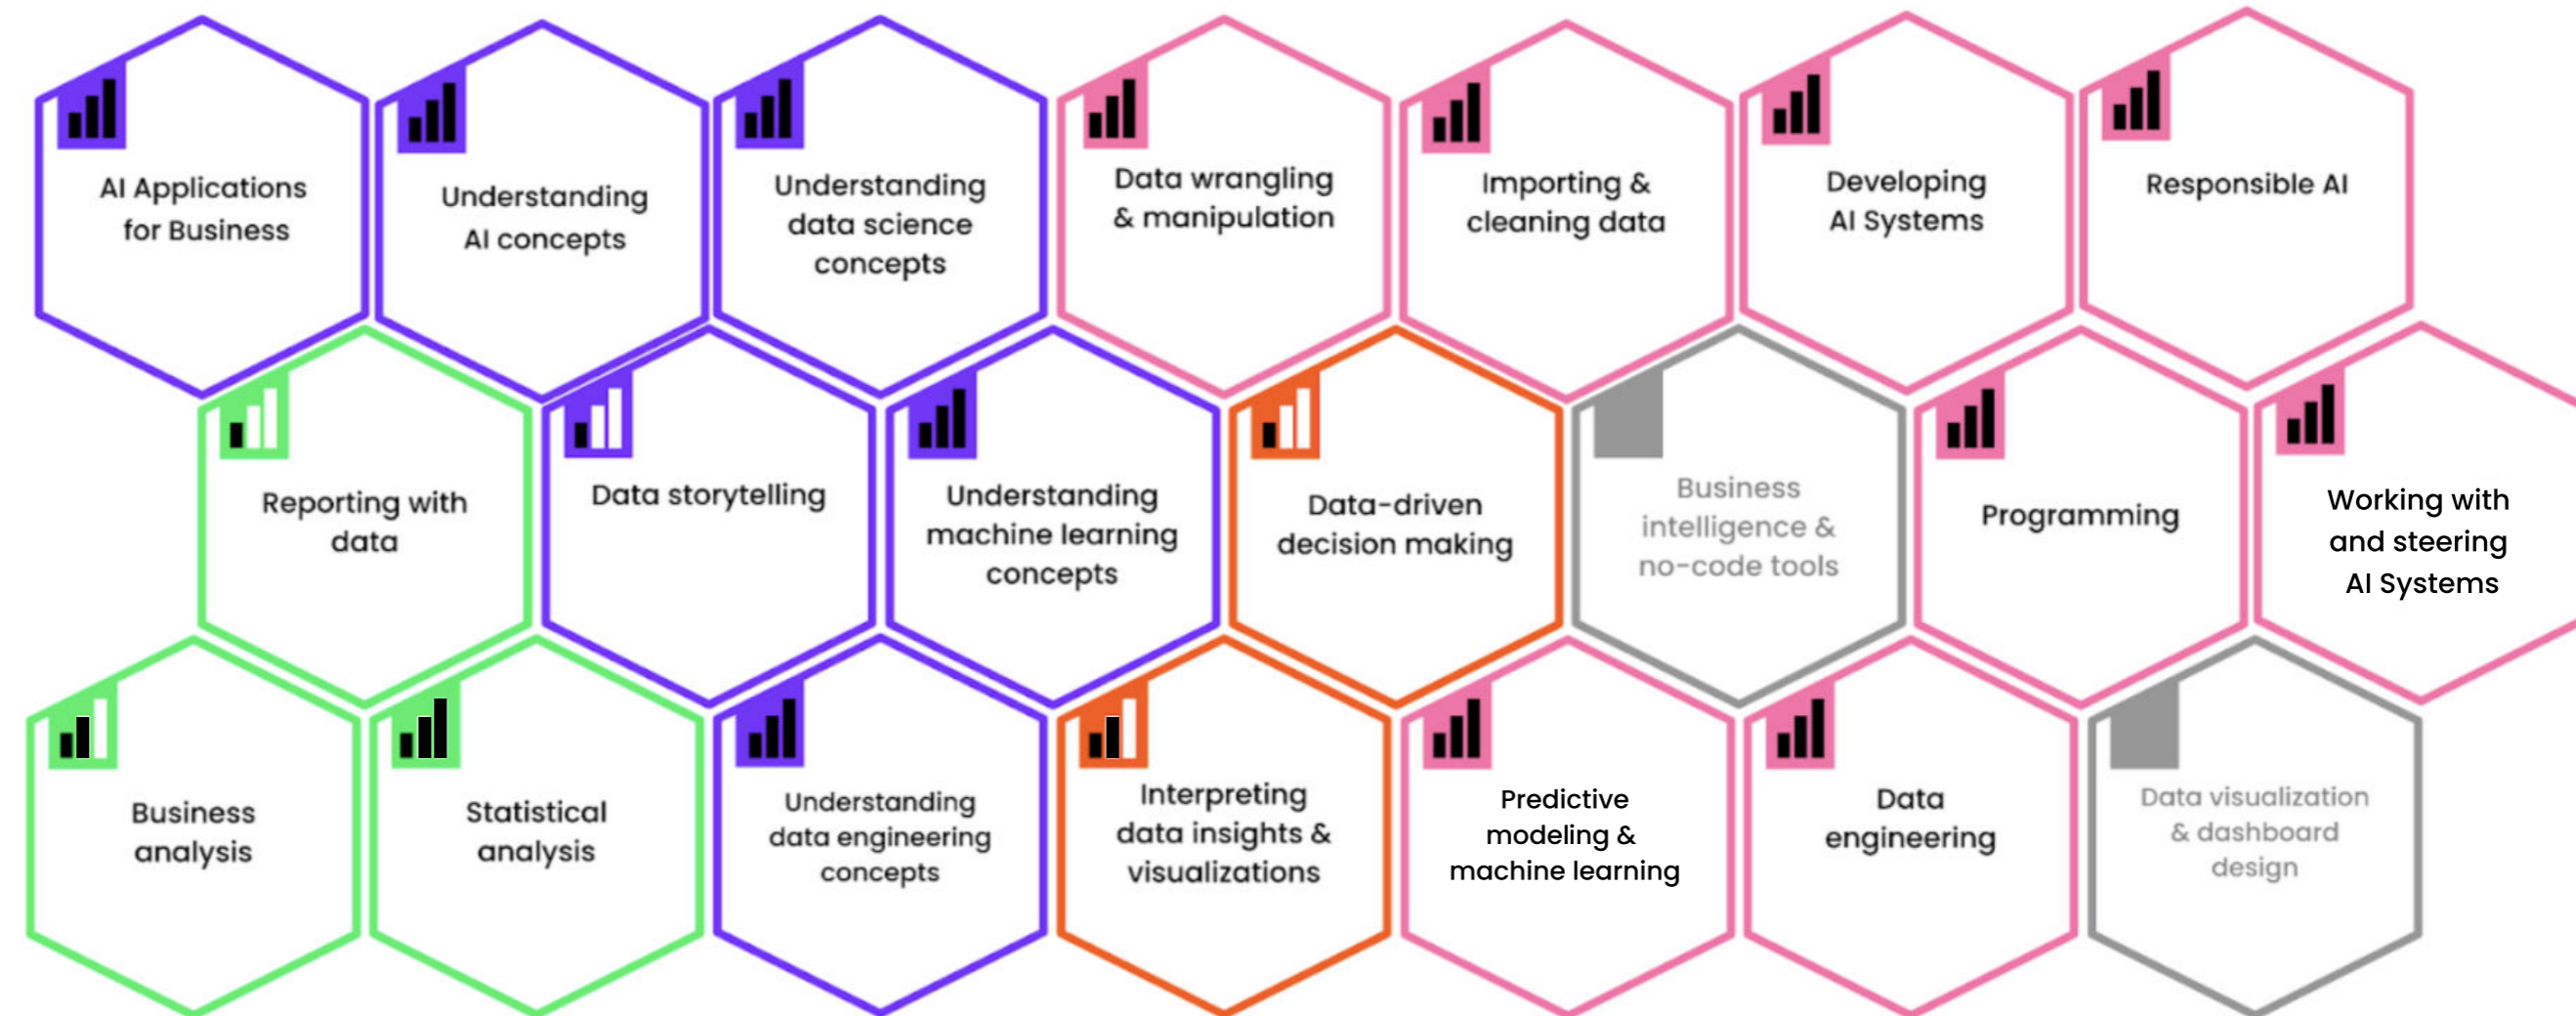 AI Applications
for Business
Understanding
AI concepts
Understanding
data science
concepts
Data wrangling
& manipulation
Importing &
cleaning data
Developing
AI Systems
Responsible AI
Reporting with
data
Data storytelling
Understanding
machine learning
concepts
Data-driven
decision making
Business
intelligence &
no-code tools
Programming
Working with
and steering
AI Systems
Business
analysis
Statistical
analysis
Understanding
data engineering
concepts
Interpreting
data insights &
visualizations
Predictive
modeling &
machine learning
Data
engineering
Data visualization
& dashboard
design